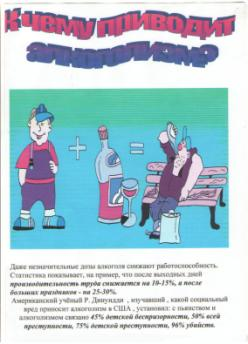 К чему приводит
алкоголизм?
Даже незначительные дозы алкоголя снижают работоспособность.
Статистика показывает, на пример, что после выходных дней
производительность труда снижается на 10-15%, а после
больших праздников - на 25-30%.
Американский учёный Р. Джунидди , изучавший , какой социальный
вред приносит алкоголизм в США , установил: с пьянством и
алкоголизмом связано 45% детской беспризорности, 50% всей
преступности, 75% детской преступности, 96% убийств.